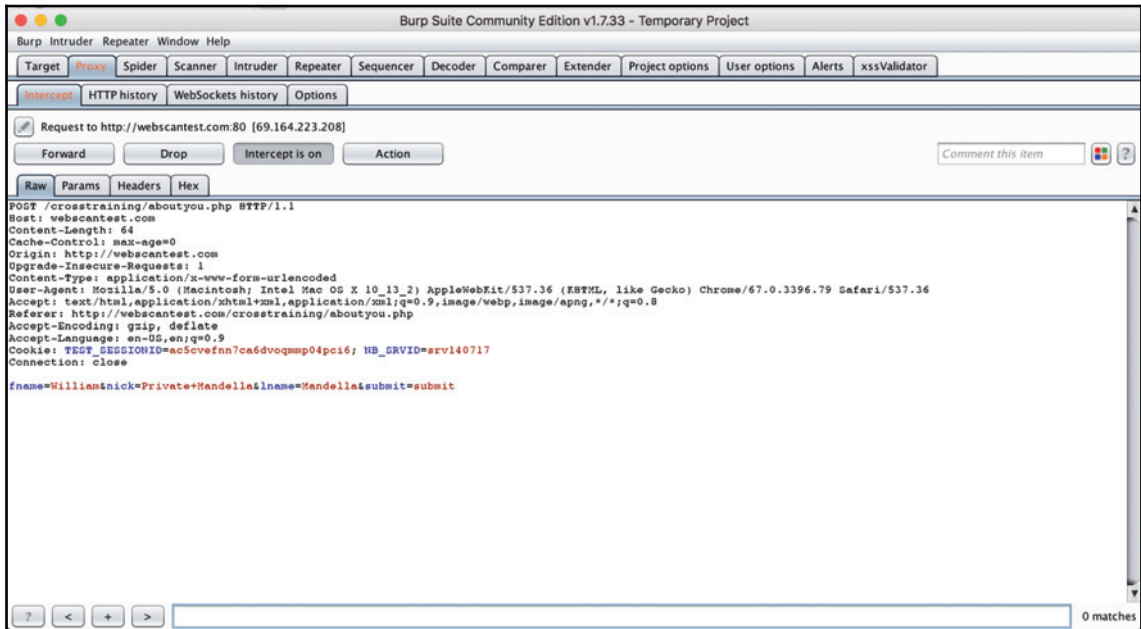 Burp Suite Community Edition v1.7.33 - Temporary Project
Burp Intruder Repeater Window Help
Target Proxy Spider Scanner Intruder Repeater Sequencer Decoder Comparer Extender Project options User options Alerts xssValidator
Intercept HTTP history WebSockets history Options
Request to http://webscantest.com:80 [69.164.223.208]
Forward Drop Intercept is on Action Comment this item ?
Raw Params Headers Hex
POST /crosstraining/aboutyou.php HTTP/1.1
Host: webscantest.com
Content-Length: 64
Cache-Control: max-age=0
Origin: http://webscantest.com
Upgrade-Insecure-Requests: 1
Content-Type: application/x-www-form-urlencoded
User-Agent: Mozilla/5.0 (Macintosh; Intel Mac OS X 10_13_2) AppleWebKit/537.36 (KHTML, like Gecko) Chrome/67.0.3396.79 Safari/537.36
Accept: text/html,application/xhtml+xml,application/xml;q=0.9,image/webp,image/apng,*/*;q=0.8
Referer: http://webscantest.com/crosstraining/aboutyou.php
Accept-Encoding: gzip, deflate
Accept-Language: en-US,en;q=0.9
Cookie: TEST_SESSIONID=ac5cvefnn7ca6dvoqmmp04pci6; NB_SRVID=srv140717
Connection: close
fname=William&nick=Private+Mandella&lname=Mandella&submit=submit
? < + > 0 matches